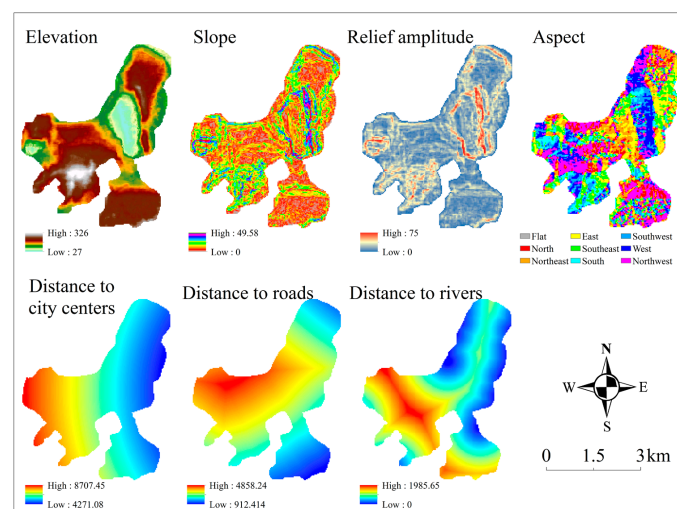 Elevation
Slope
Relief amplitude
Aspect
High : 326
Low : 27
High : 49.58
Low : 0
High : 75
Low : 0
Flat East Southwest
North Southeast West
Northeast South Northwest
Distance to
city centers
Distance to roads
Distance to rivers
High : 8707.45
Low : 4271.08
High : 4858.24
Low : 912.414
High : 1985.65
Low : 0
N
W E
S
0 1.5 3 km